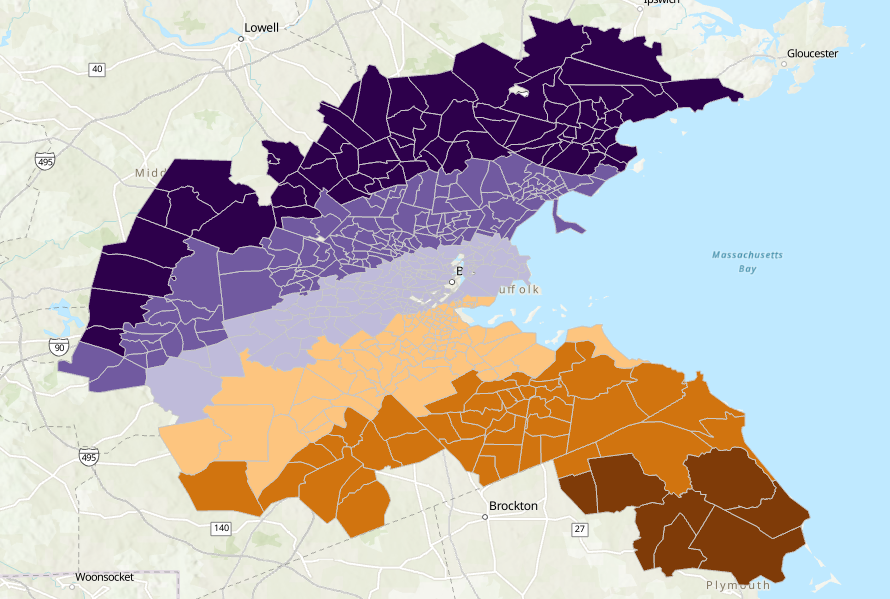 Ipswich
Lowell
Gloucester
40
495
Midd
Massachusetts
Bay
B
uffolk
90
495
Brockton
140
27
Woonsocket
Plymouth